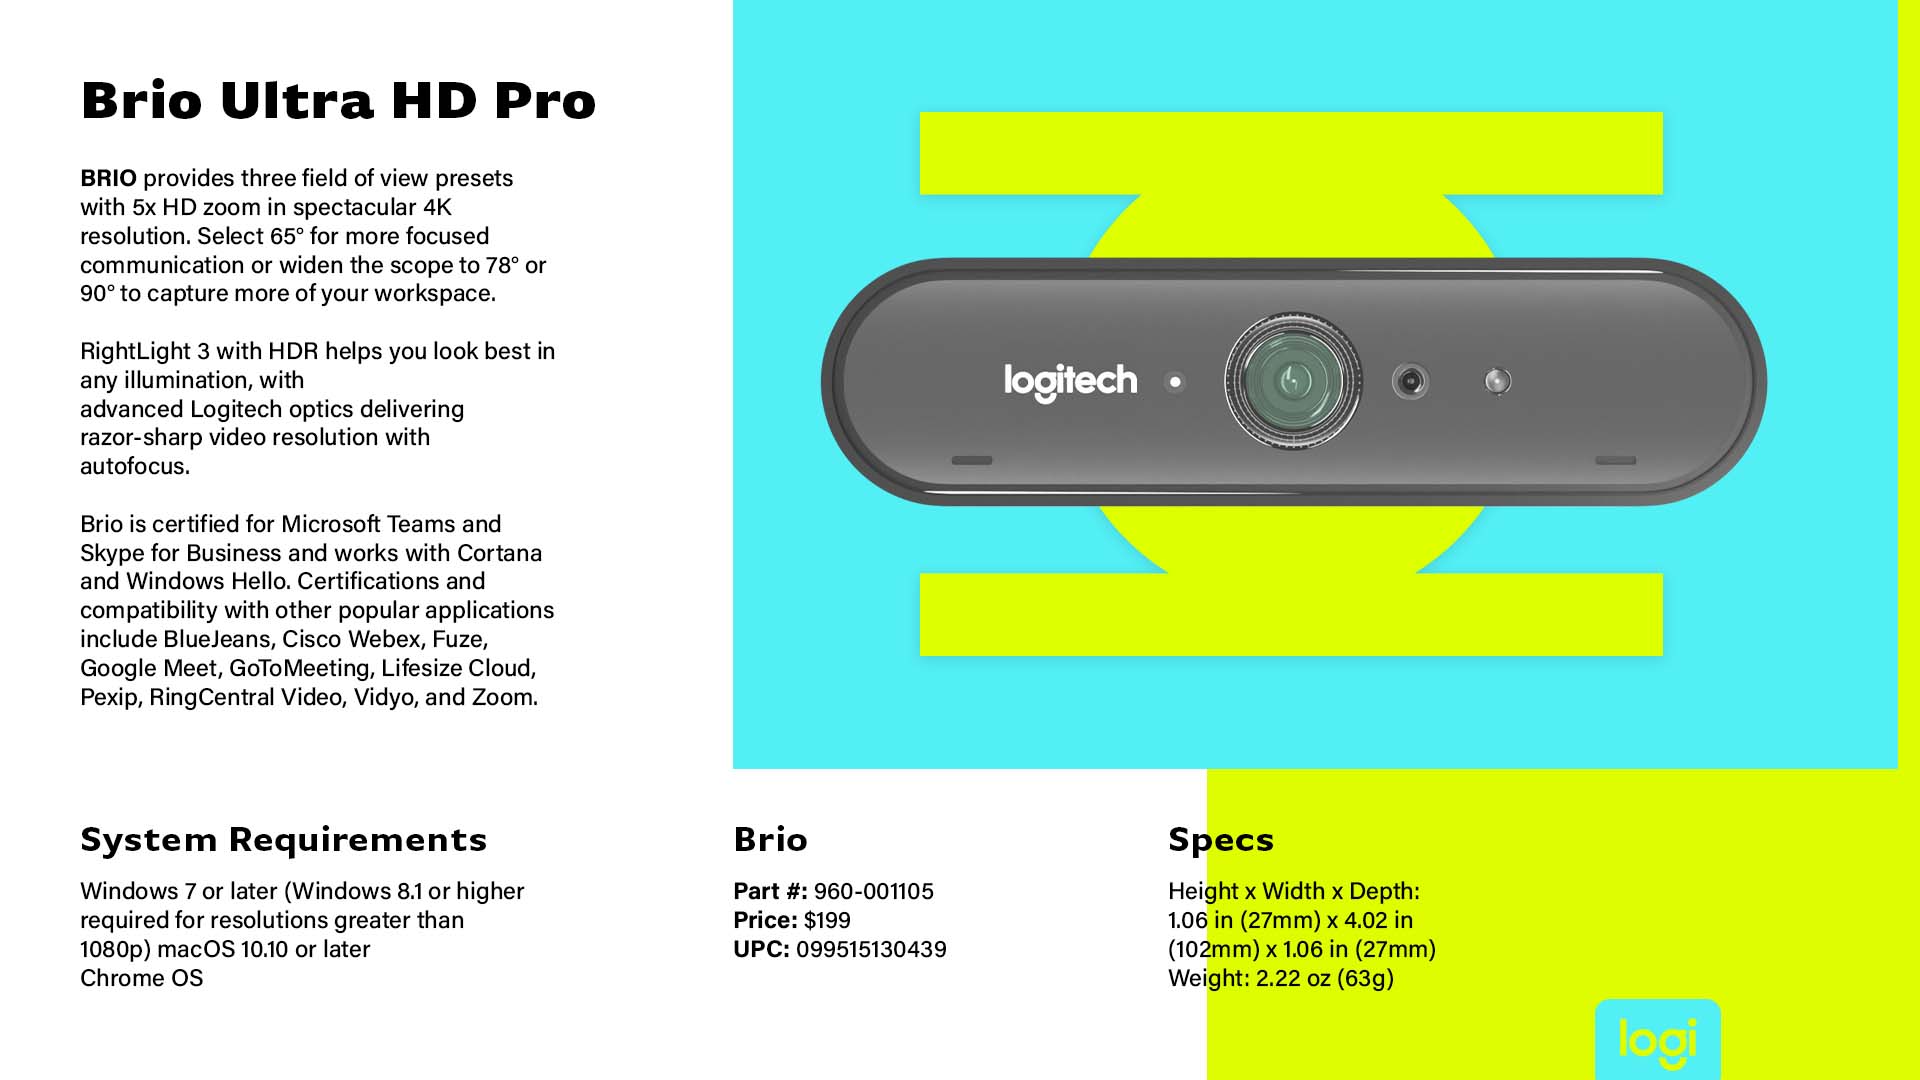 Brio Ultra HD Pro
BRIO provides three field of view presets
with 5x HD zoom in spectacular 4K
resolution. Select 65° for more focused
communication or widen the scope to 78° or
90° to capture more of your workspace.
RightLight 3 with HDR helps you look best in
any illumination, with
advanced Logitech optics delivering
razor-sharp video resolution with
autofocus.
Brio is certified for Microsoft Teams and
Skype for Business and works with Cortana
and Windows Hello. Certifications and
compatibility with other popular applications
include BlueJeans, Cisco Webex, Fuze,
Google Meet, GoToMeeting, Lifesize Cloud,
Pexip, RingCentral Video, Vidyo, and Zoom.
logitech
System Requirements
Windows 7 or later (Windows 8.1 or higher
required for resolutions greater than
1080p) macOS 10.10 or later
Chrome OS
Brio
Part #: 960-001105
Price: $199
UPC: 099515130439
Specs
Height x Width x Depth:
1.06 in (27mm) x 4.02 in
(102mm) x 1.06 in (27mm)
Weight: 2.22 oz (63g)
logi